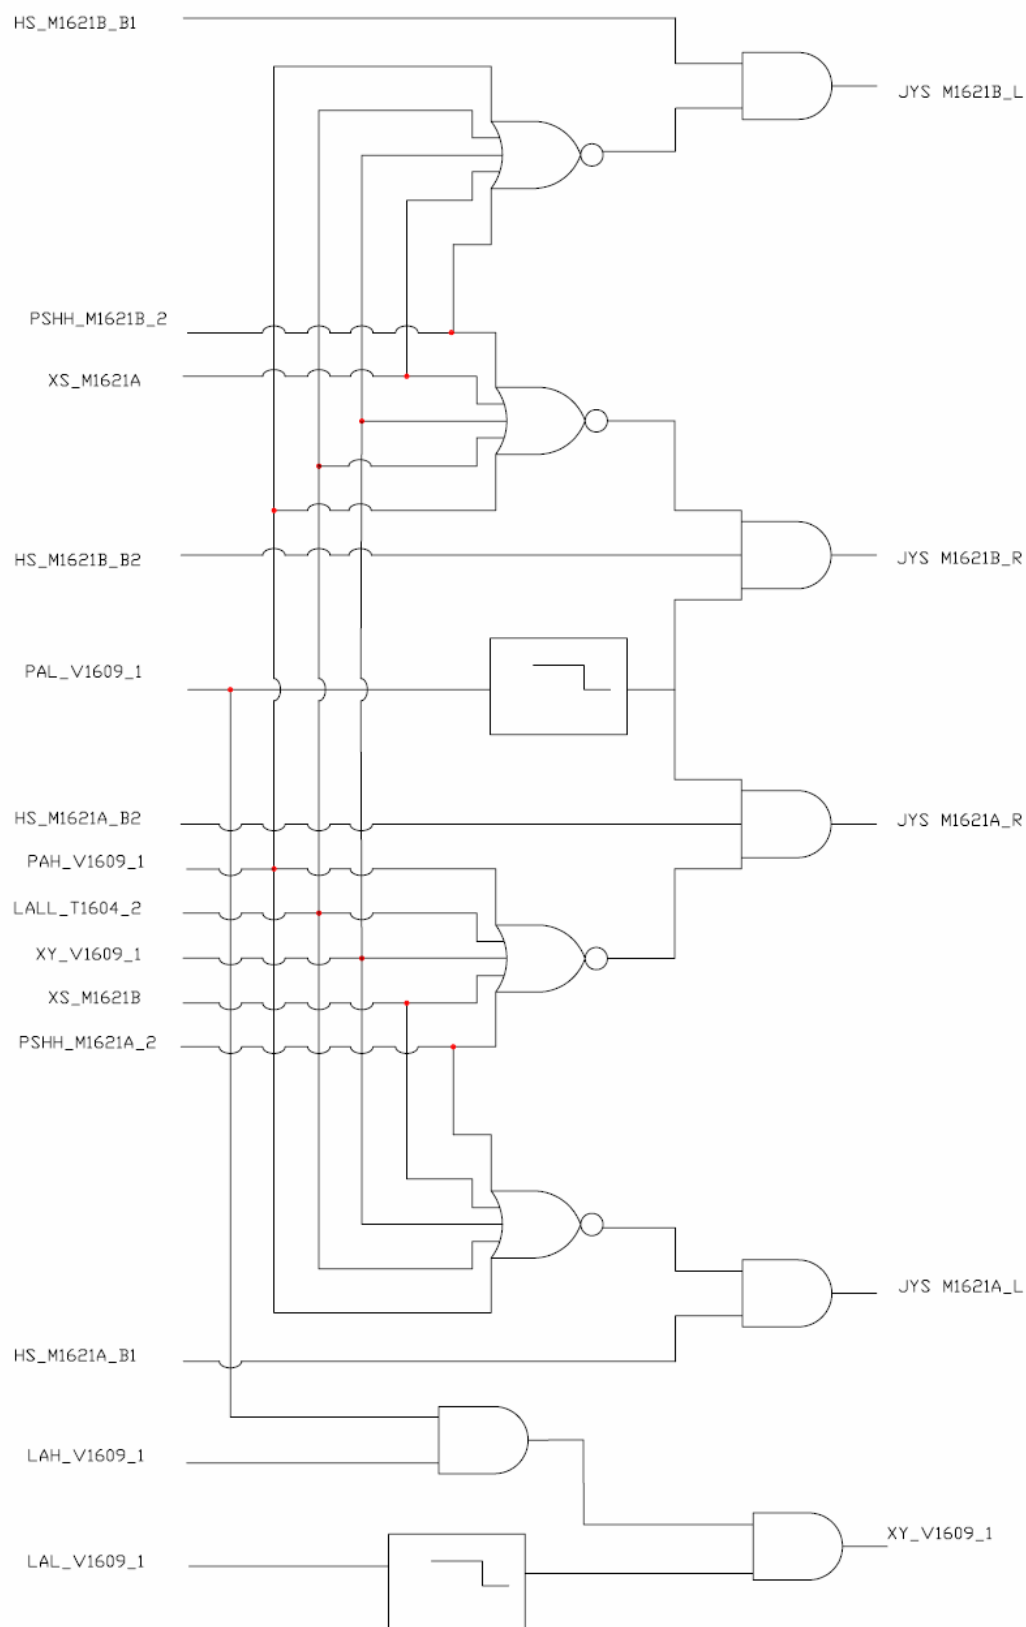 HS_M1621B_B1
JYS M1621B_L
PSHH_M1621B_2
XS_M1621A
HS_M1621B_B2
JYS M1621B_R
PAL_V1609_1
HS_M1621A_B2
JYS M1621A_R
PAH_V1609_1
LALL_T1604_2
XY_V1609_1
XS_M1621B
PSHH_M1621A_2
JYS M1621A_L
HS_M1621A_B1
LAH_V1609_1
XY_V1609_1
LAL_V1609_1